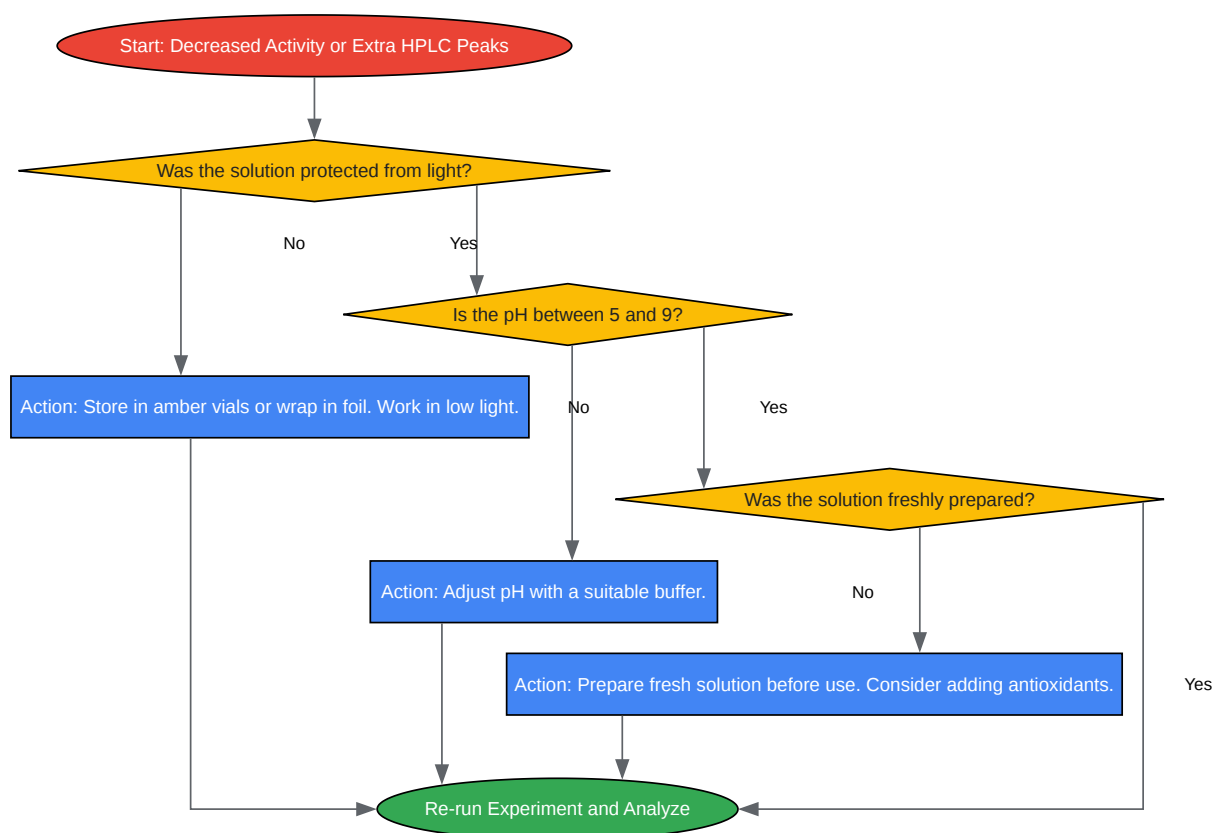 Start: Decreased Activity or Extra HPLC Peaks
Was the solution protected from light?
No
Yes
Is the pH between 5 and 9?
Action: Store in amber vials or wrap in foil. Work in low light.
No
Yes
Was the solution freshly prepared?
Action: Adjust pH with a suitable buffer.
No
Action: Prepare fresh solution before use. Consider adding antioxidants.
Yes
Re-run Experiment and Analyze